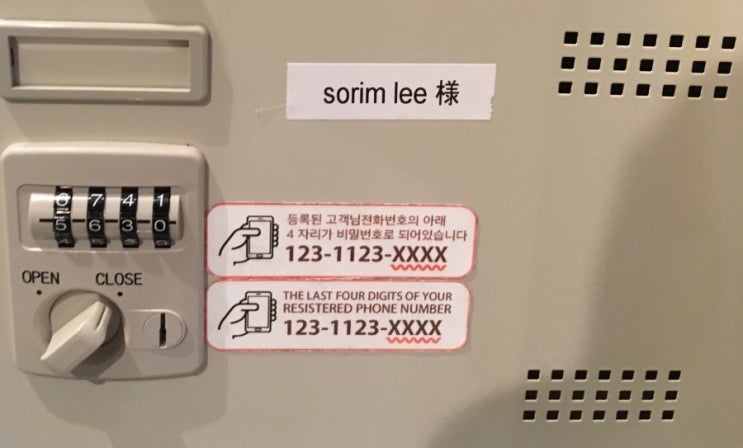 sorim lee 様
등록된 고객님전화번호의 아래
4 자리가 비밀번호로 되어있습니다
123-1123-XXXX
OPEN CLOSE
THE LAST FOUR DIGITS OF YOUR
RESISTERED PHONE NUMBER
123-1123-XXXX